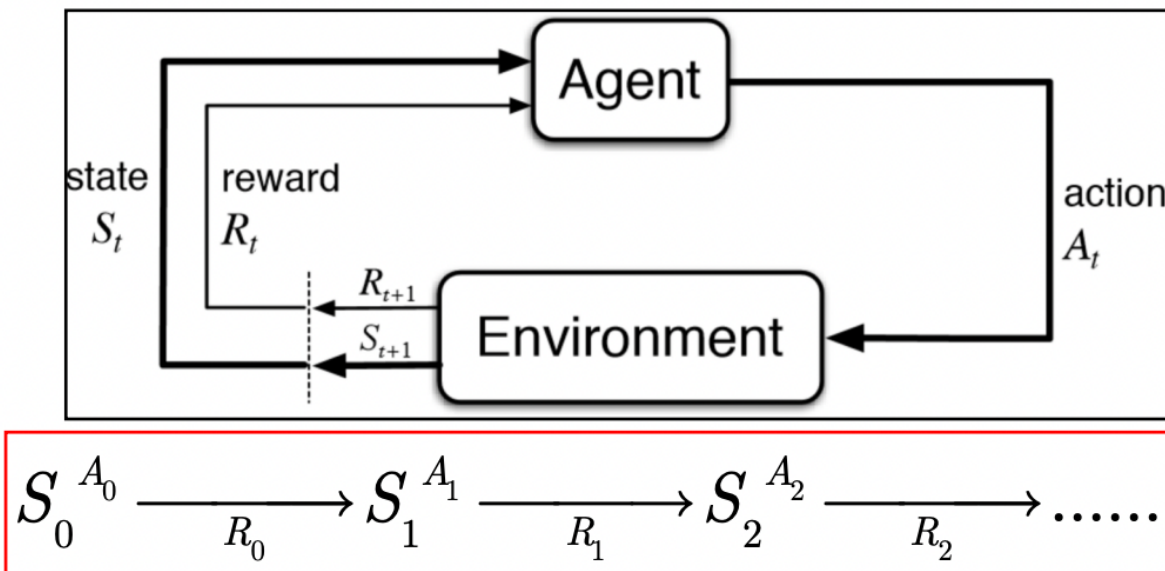 Agent
state
S_t
reward
R_t
action
A_t
R_{t+1}
S_{t+1}
Environment
S_0 A_0 → R_0 S_1 A_1 → R_1 S_2 A_2 → R_2 ......